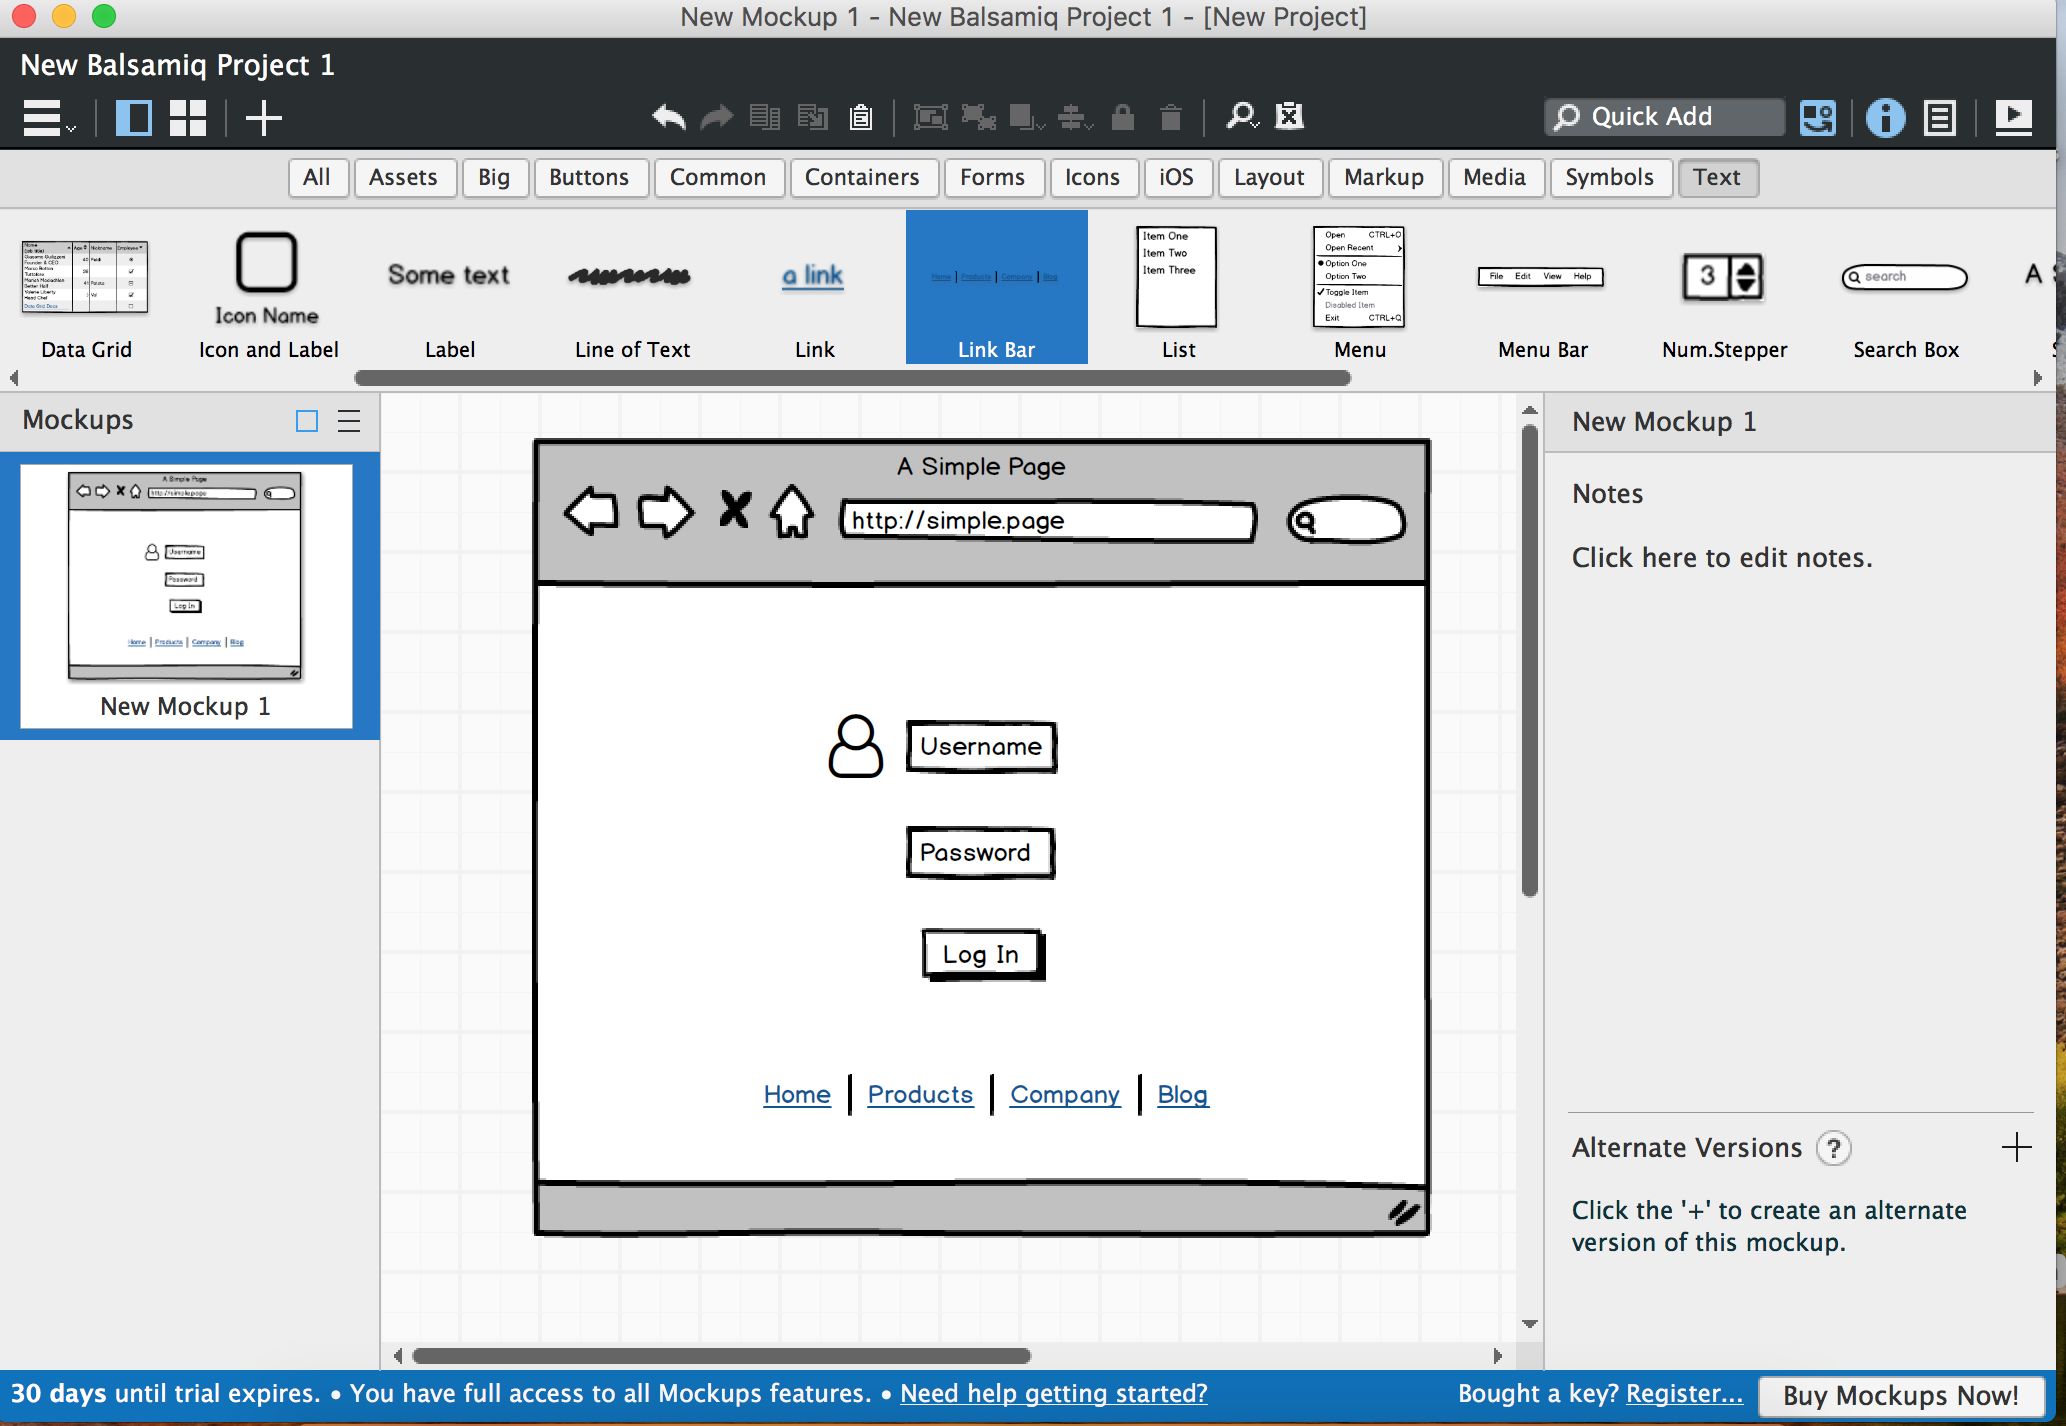 New Mockup 1 - New Balsamiq Project 1 - [New Project]
New Balsamiq Project 1
Quick Add
All Assets Big Buttons Common Containers Forms Icons iOS Layout Markup Media Symbols Text
Icon Name
Some text
a link
Home Products Company Blog
Item One
Item Two
Item Three
Open CTRL+O
Open Recent
Option One
Option Two
Toggle Item
Disabled Item
Exit CTRL+Q
File Edit View Help
3
search
A
Data Grid Icon and Label Label Line of Text Link Link Bar List Menu Menu Bar Num.Stepper Search Box
Mockups
A Simple Page
http://simple.page
Username
Password
Log In
Home Products Company Blog
New Mockup 1
A Simple Page
http://simple.page
Username
Password
Log In
Home Products Company Blog
New Mockup 1
Notes
Click here to edit notes.
Alternate Versions ?
Click the '+' to create an alternate
version of this mockup.
30 days until trial expires. • You have full access to all Mockups features. • Need help getting started?
Bought a key? Register... Buy Mockups Now!